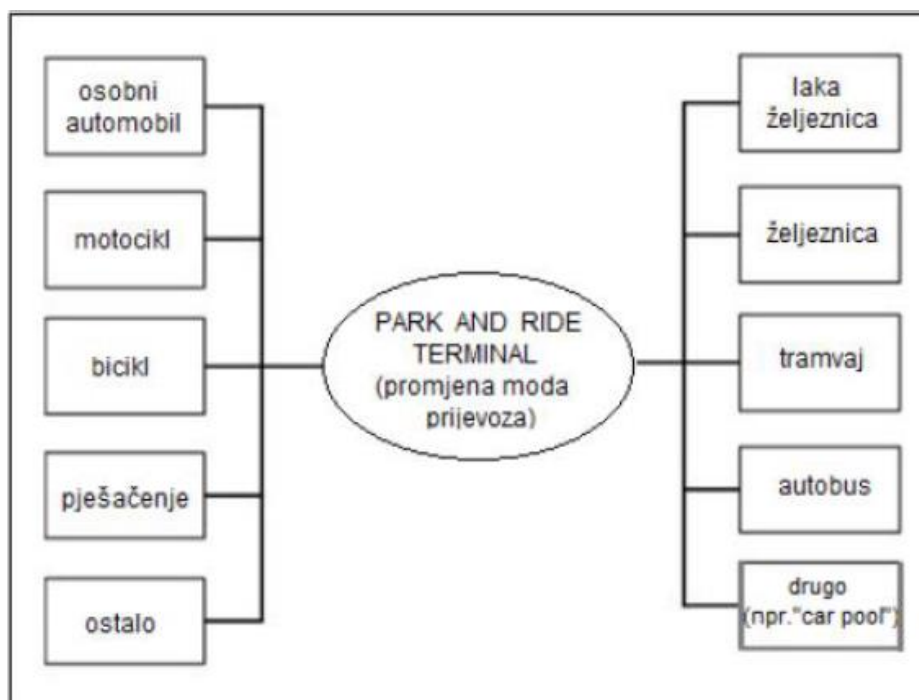 osobni
automobil
motocikl
bicikl
pješačenje
ostalo
PARK AND RIDE
TERMINAL
(promjena moda
prijevoza)
laka
željeznica
željeznica
tramvaj
autobus
drugo
(npr."car pool")